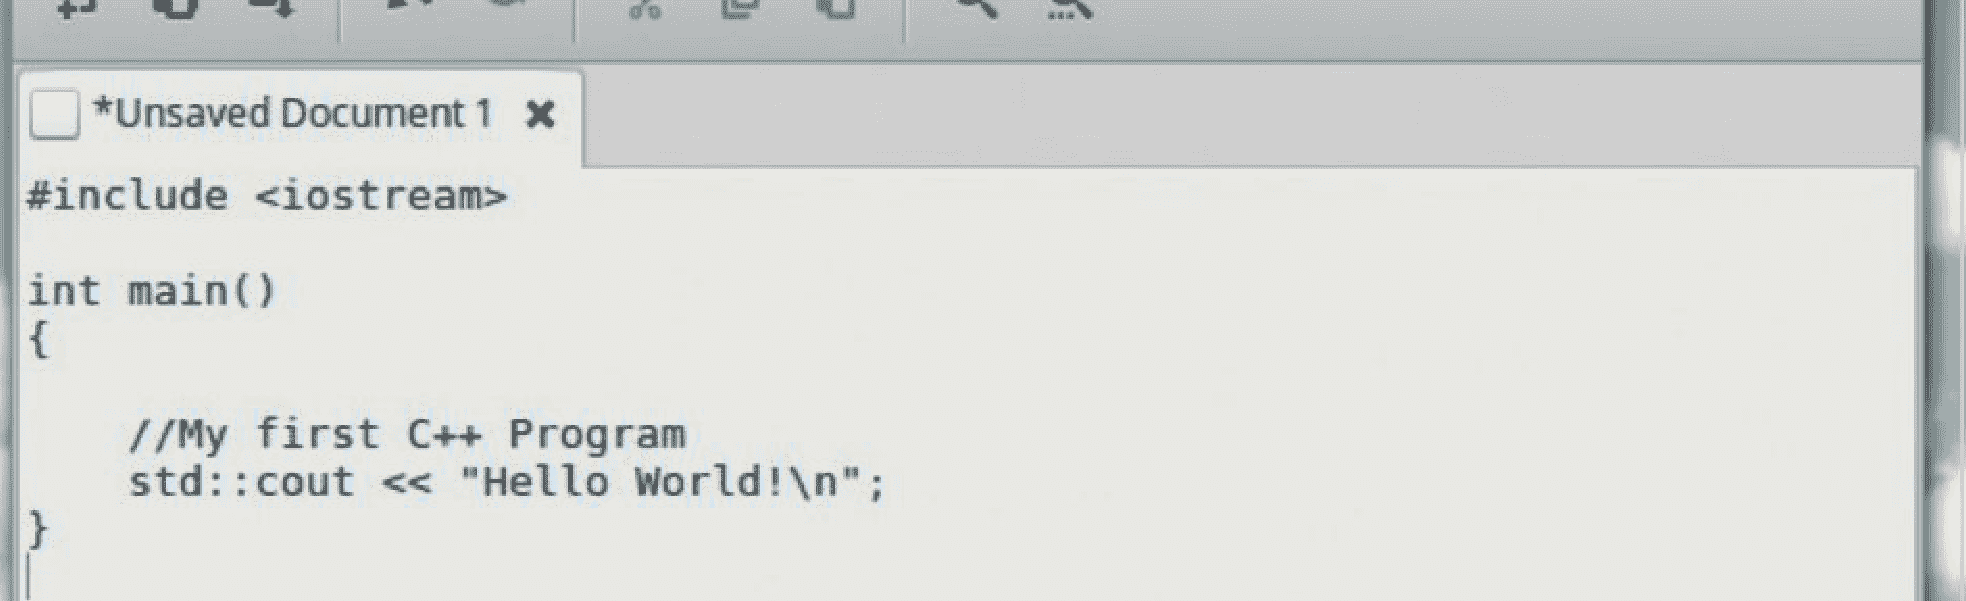 *Unsaved Document 1
#include <iostream>
int main()
{
//My first C++ Program
std::cout << "Hello World!\n";
}